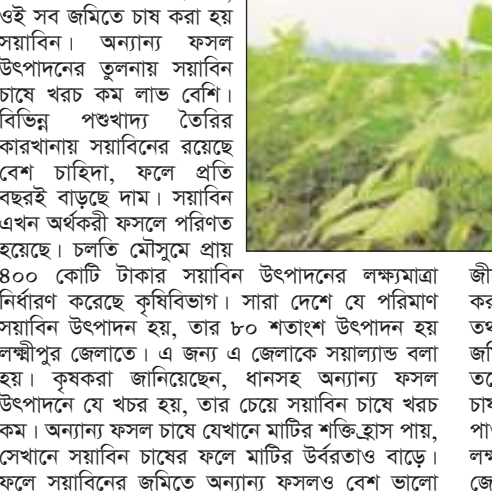 ওই সব জমিতে চাষ করা হয়
সয়াবিন। অন্যান্য ফসল
উৎপাদনের তুলনায় সয়াবিন
চাষে খরচ কম লাভ বেশি।
বিভিন্ন পশুখাদ্য তৈরির
কারখানায় সয়াবিনের রয়েছে
বেশ চাহিদা, ফলে প্রতি
বছরই বাড়ছে দাম। সয়াবিন
এখন অর্থকরী ফসলে পরিণত
হয়েছে। চলতি মৌসুমে প্রায়
৪০০ কোটি টাকার সয়াবিন উৎপাদনের লক্ষ্যমাত্রা
নির্ধারণ করেছে কৃষিবিভাগ। সারা দেশে যে পরিমাণ
সয়াবিন উৎপাদন হয়, তার ৮০ শতাংশ উৎপাদন হয়
লক্ষ্মীপুর জেলাতে। এ জন্য এ জেলাকে সয়াল্যান্ড বলা
হয়। কৃষকরা জানিয়েছেন, ধানসহ অন্যান্য ফসল
উৎপাদনে যে খচর হয়, তার চেয়ে সয়াবিন চাষে খরচ
কম। অন্যান্য ফসল চাষে যেখানে মাটির শক্তি হ্রাস পায়,
সেখানে সয়াবিন চাষের ফলে মাটির উর্বরতাও বাড়ে।
ফলে সয়াবিনের জমিতে অন্যান্য ফসলও বেশ ভালো